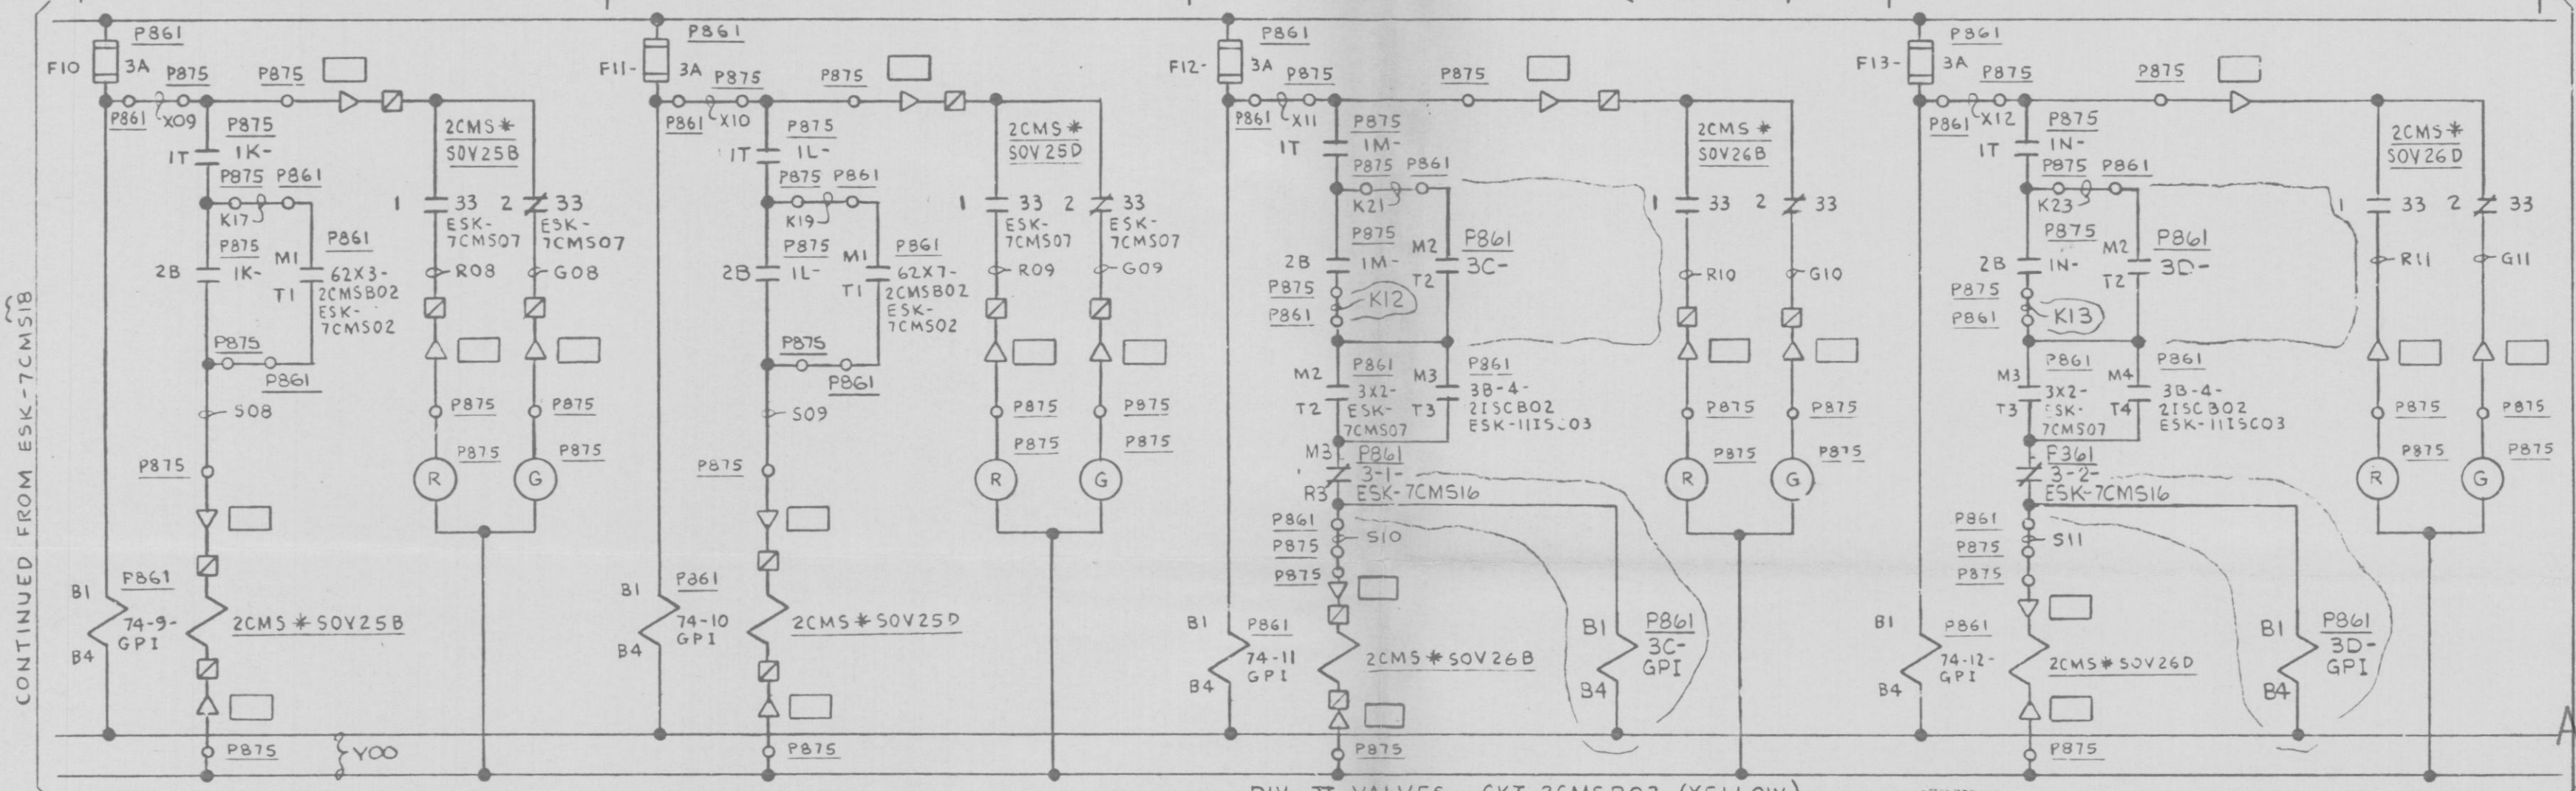 CONTINUED FROM ESK-7CMS1B
F10
P861
3A
P875
P875
P861
X09
1T
P875
1K-
P875
P861
K17
2B
P875
1K-
P861
M1
T1
62X3-
2CMSB02
ESK-
7CMS02
P875
P861
S08
P875
2CMS*
SOV25B
1
33
ESK-
7CMS07
2
33
ESK-
7CMS07
R08
G08
P875
P875
P875
P875
R
G
B1
P861
74-9-
GPI
B4
2CMS*SOV25B
P875
Y00
F11-
P861
3A
P875
P875
P861
X10
1T
P875
1L-
P875
P861
K19
2B
P875
1L-
M1
P861
T1
62X7-
2CMSB02
ESK-
7CMS02
P875
P861
S09
P875
2CMS*
SOV25D
1
33
ESK-
7CMS07
2
33
ESK-
7CMS07
R09
G09
P875
P875
P875
P875
R
G
B1
P861
74-10
GPI
B4
2CMS*SOV25D
P875
F12-
P861
3A
P875
P875
P861
X11
1T
P875
1M-
P875
P861
K21
2B
P875
1M-
M2
T2
P861
3C-
P875
K12
P861
M2
T2
P861
3X2-
ESK-
7CMS07
M3
T3
P861
3B-4-
2ISCB02
ESK-11ISC03
M3
R3
P861
3-1-
ESK-7CMS16
P861
S10
P875
P875
2CMS*
SOV26B
1
33
2
33
R10
G10
P875
P875
P875
P875
R
G
B1
P861
74-11
GPI
B4
2CMS*SOV26B
B1
P861
3C-
GPI
B4
P875
F13-
P861
3A
P875
P875
P861
X12
1T
P875
1N-
P875
P861
K23
2B
P875
1N-
M2
T2
P861
3D-
P875
K13
P861
M3
T3
P861
3X2-
ESK-
7CMS07
M4
T4
P861
3B-4-
2ISCB02
ESK-11ISC03
P861
3-2-
ESK-7CMS16
P861
S11
P875
P875
2CMS*
SOV26D
1
33
2
33
R11
G11
P875
P875
P875
P875
R
G
B1
P861
74-12-
GPI
B4
2CMS*SOV26D
B1
P861
3D-
GPI
B4
P875
A